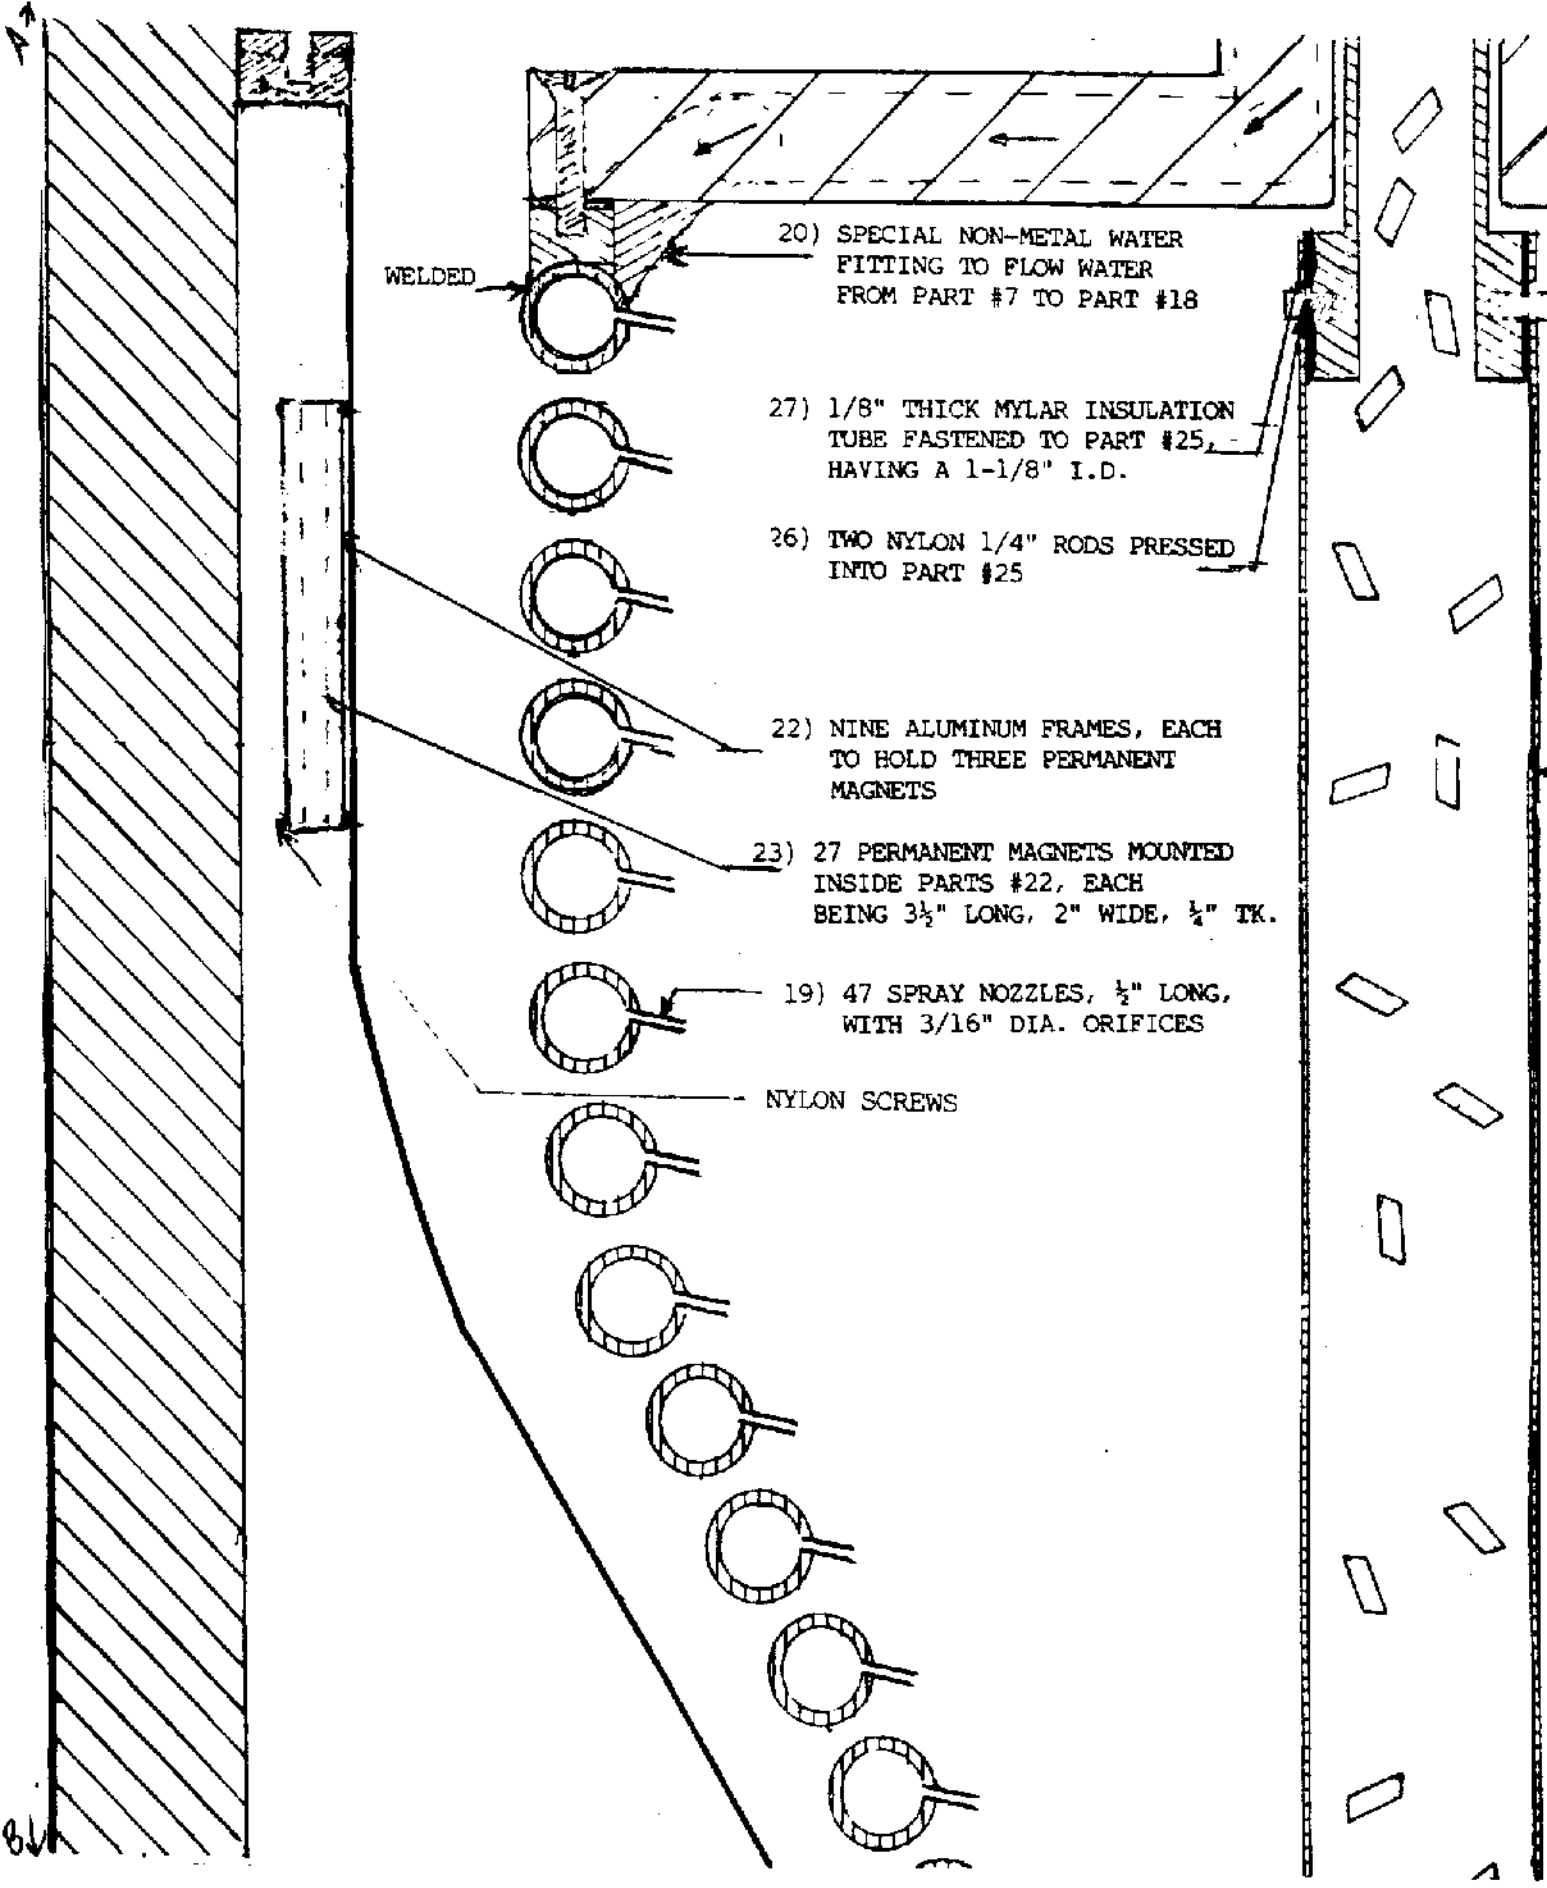 A
20) SPECIAL NON-METAL WATER
FITTING TO FLOW WATER
FROM PART #7 TO PART #18
WELDED
27) 1/8" THICK MYLAR INSULATION
TUBE FASTENED TO PART #25,
HAVING A 1-1/8" I.D.
26) TWO NYLON 1/4" RODS PRESSED
INTO PART #25
22) NINE ALUMINUM FRAMES, EACH
TO HOLD THREE PERMANENT
MAGNETS
23) 27 PERMANENT MAGNETS MOUNTED
INSIDE PARTS #22, EACH
BEING 3½" LONG, 2" WIDE, ¼" TK.
19) 47 SPRAY NOZZLES, ½" LONG,
WITH 3/16" DIA. ORIFICES
NYLON SCREWS
B